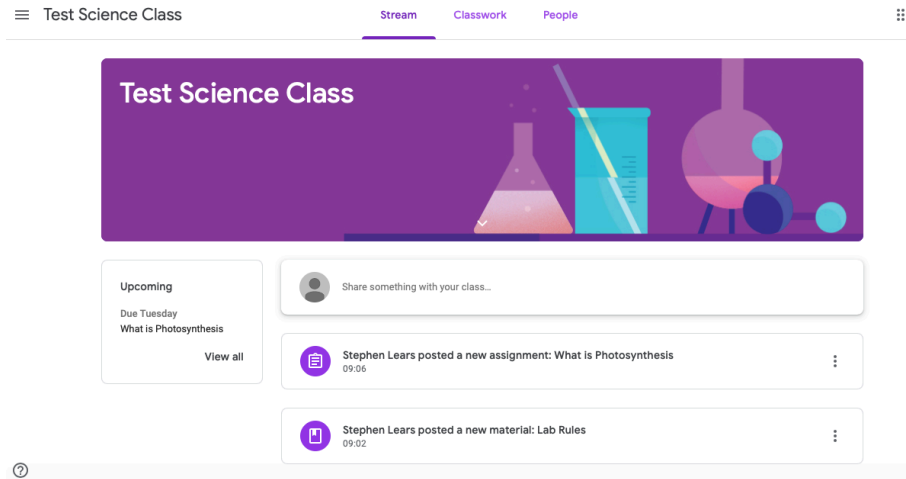 Test Science Class
Stream Classwork People
Test Science Class
Upcoming
Due Tuesday
What is Photosynthesis
View all
Share something with your class...
Stephen Lears posted a new assignment: What is Photosynthesis
09:06
Stephen Lears posted a new material: Lab Rules
09:02
?